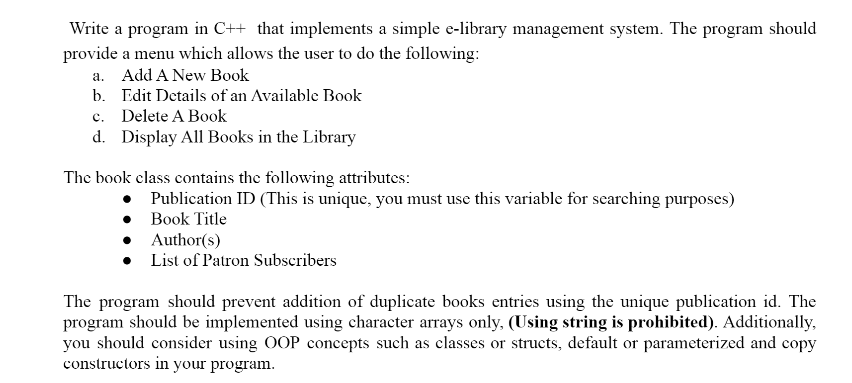 Write a program in C++ that implements a simple e-library management system. The program should
provide a menu which allows the user to do the following:
a. Add A New Book
b. Edit Details of an Available Book
c. Delete A Book
d. Display All Books in the Library
The book class contains the following attributes:
● Publication ID (This is unique, you must use this variable for searching purposes)
● Book Title
● Author(s)
● List of Patron Subscribers
The program should prevent addition of duplicate books entries using the unique publication id. The
program should be implemented using character arrays only, (Using string is prohibited). Additionally,
you should consider using OOP concepts such as classes or structs, default or parameterized and copy
constructors in your program.